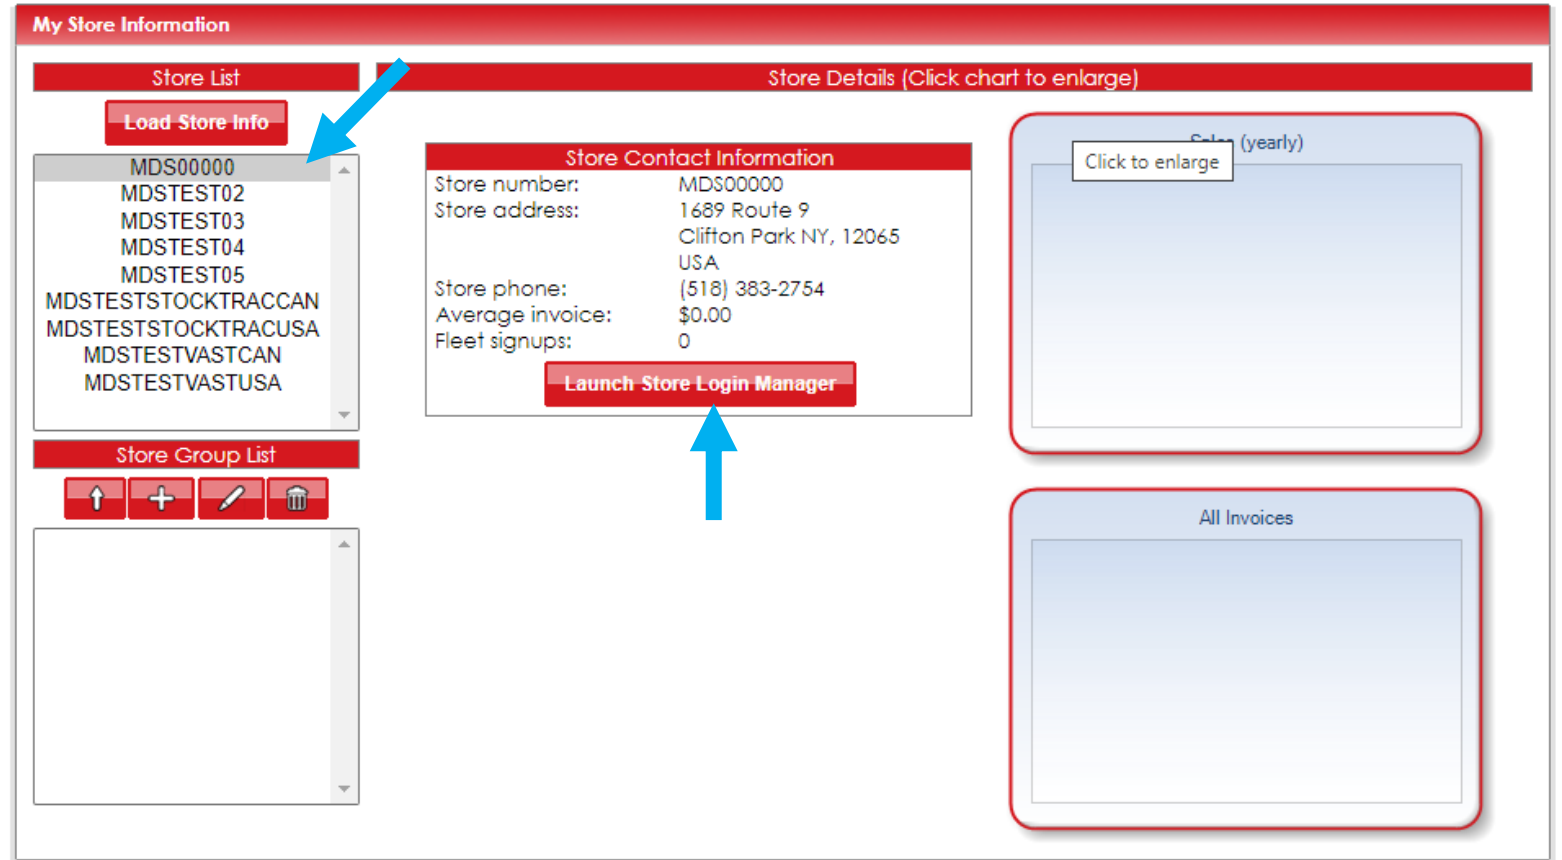 My Store Information
Store List
Load Store Info
MDS00000
MDSTEST02
MDSTEST03
MDSTEST04
MDSTEST05
MDSTESTSTOCKTRACCAN
MDSTESTSTOCKTRACUSA
MDSTESTVASTCAN
MDSTESTVASTUSA
Store Group List
Store Details (Click chart to enlarge)
Store Contact Information
Store number: MDS00000
Store address: 1689 Route 9
Clifton Park NY, 12065
USA
Store phone: (518) 383-2754
Average invoice: $0.00
Fleet signups: 0
Launch Store Login Manager
(yearly)
Click to enlarge
All Invoices